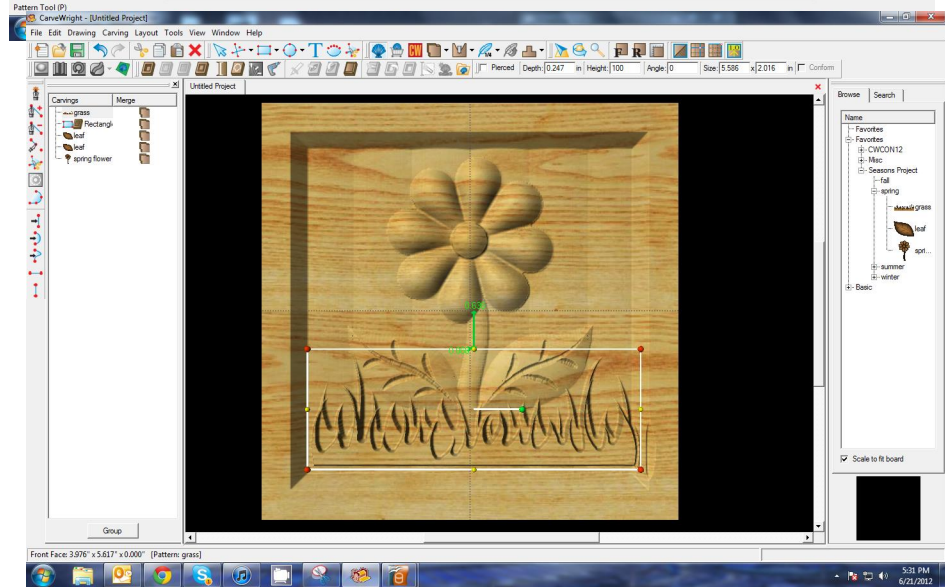 Pattern Tool (P)
CarveWright - [Untitled Project]
File Edit Drawing Carving Layout Tools View Window Help
CW
F R
Pierced Depth: 0.247 in Height: 100 Angle: 0 Size: 5.586 x 2.016 in Conform
Untitled Project
Carvings Merge
grass
Rectangl
leaf
leaf
spring flower
Group
Browse Search
Name
Favorites
Favorites
CWCON12
Misc
Seasons Project
fall
spring
grass
leaf
spri...
summer
winter
Basic
Scale to fit board
Front Face: 3.976" x 5.617" x 0.000" [Pattern: grass]
5:31 PM
6/21/2012